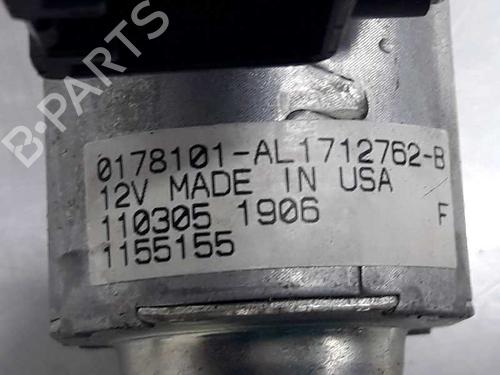 B-PARTS
0178101-AL1712762-B
12V MADE IN USA
110305 1906 F
1155155